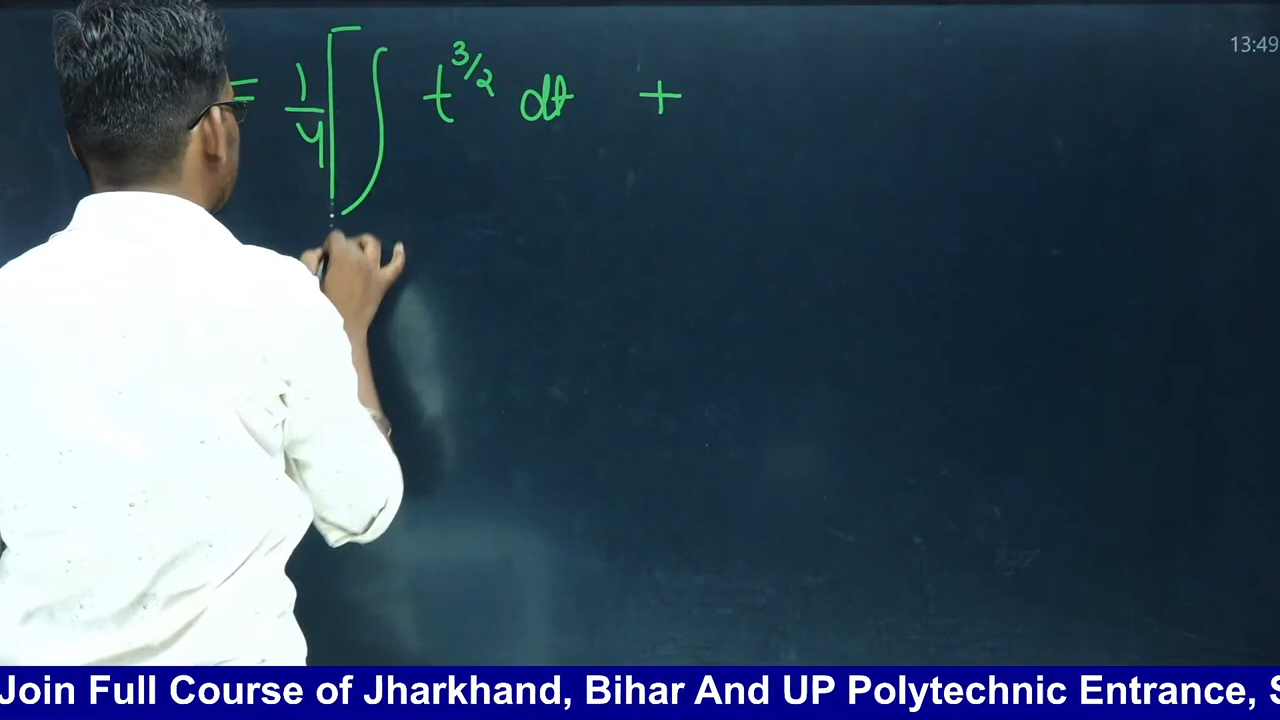 13:49
= 1/4 [ ∫ t^{3/2} dt +
Join Full Course of Jharkhand, Bihar And UP Polytechnic Entrance, S